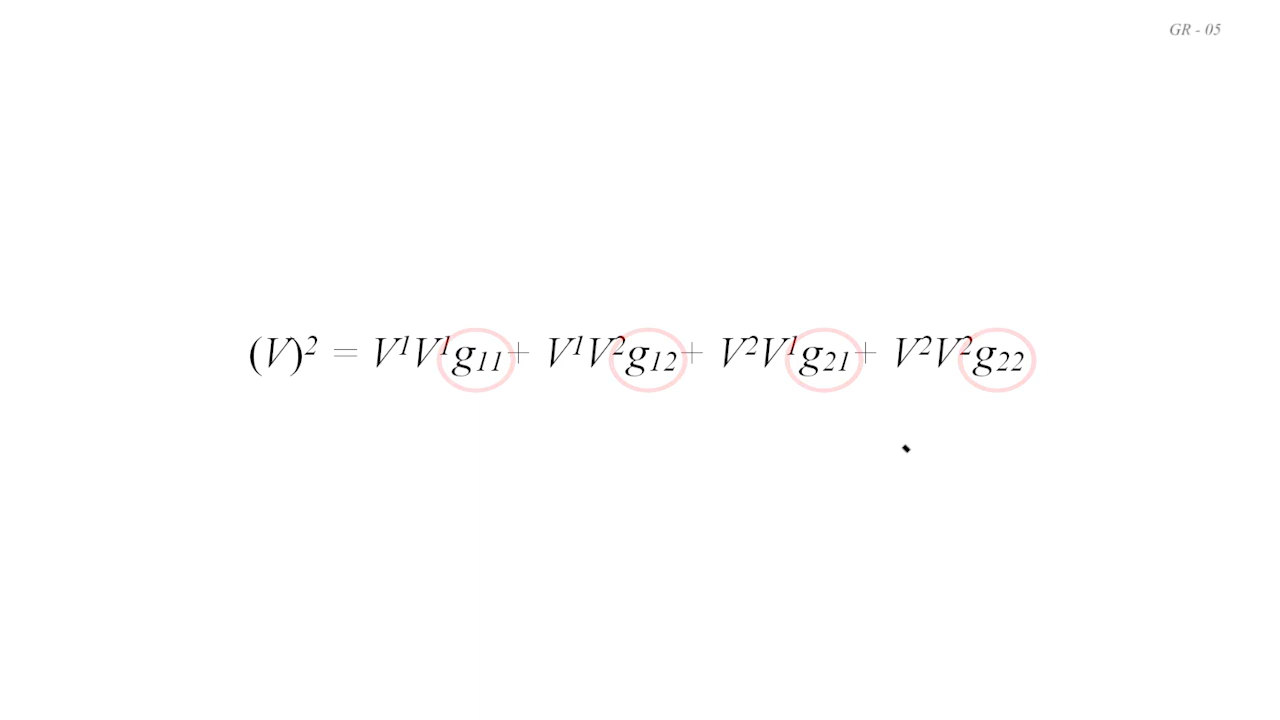 GR - 05
(V)² = V¹V¹g₁₁ + V¹V²g₁₂ + V²V¹g₂₁ + V²V²g₂₂